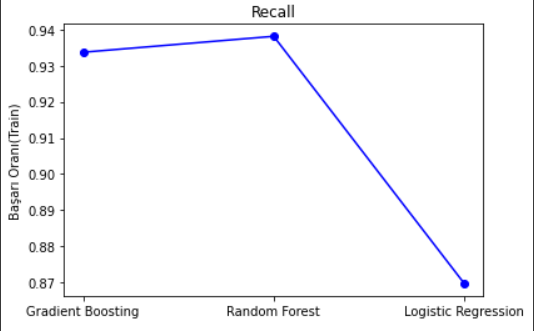 Recall
Başarı Oranı(Train)
0.94
0.93
0.92
0.91
0.90
0.89
0.88
0.87
Gradient Boosting
Random Forest
Logistic Regression